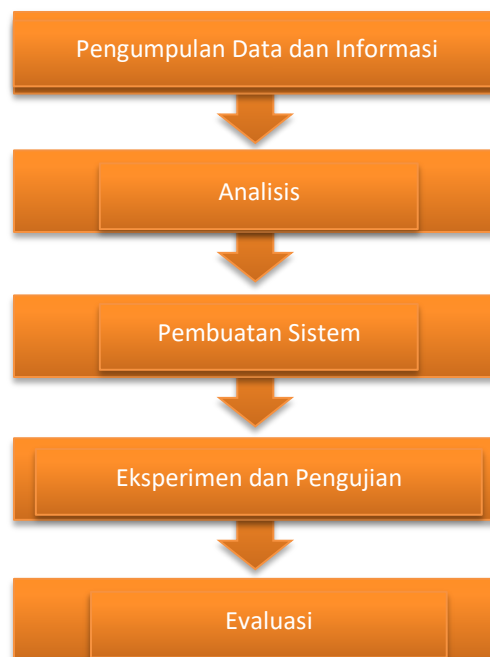 Pengumpulan Data dan Informasi
Analisis
Pembuatan Sistem
Eksperimen dan Pengujian
Evaluasi